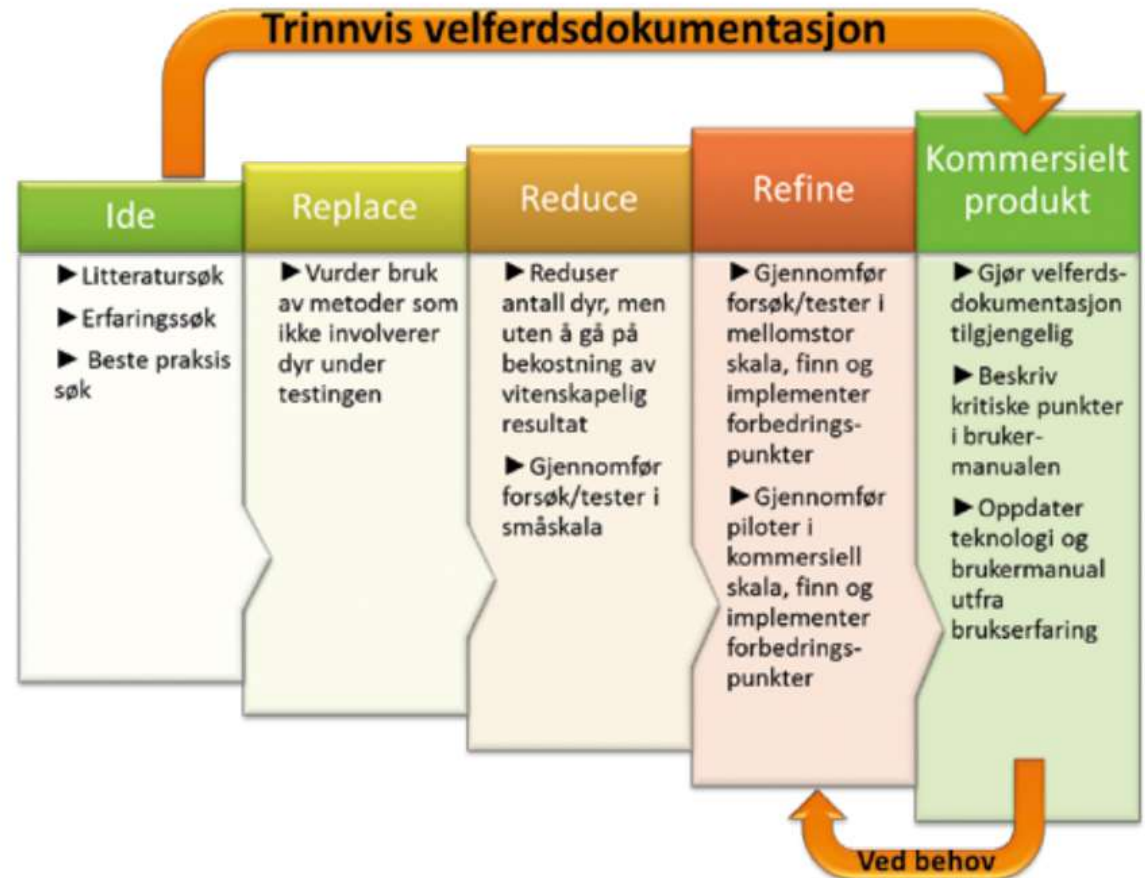 Trinnvis velferdsdokumentasjon
Ide
►Litteratursøk
►Erfaringssøk
► Beste praksis
søk
Replace
►Vurder bruk
av metoder som
ikke involverer
dyr under
testingen
Reduce
►Reduser
antall dyr, men
uten å gå på
bekostning av
vitenskapelig
resultat
►Gjennomfør
forsøk/tester i
småskala
Refine
►Gjennomfør
forsøk/tester i
mellomstor
skala, finn og
implementer
forbedrings-
punkter
►Gjennomfør
piloter i
kommersiell
skala, finn og
implementer
forbedrings-
punkter
Kommersielt
produkt
►Gjør velferds-
dokumentasjon
tilgjengelig
►Beskriv
kritiske punkter
i bruker-
manualen
►Oppdater
teknologi og
brukermanual
utfra
brukserfaring
Ved behov